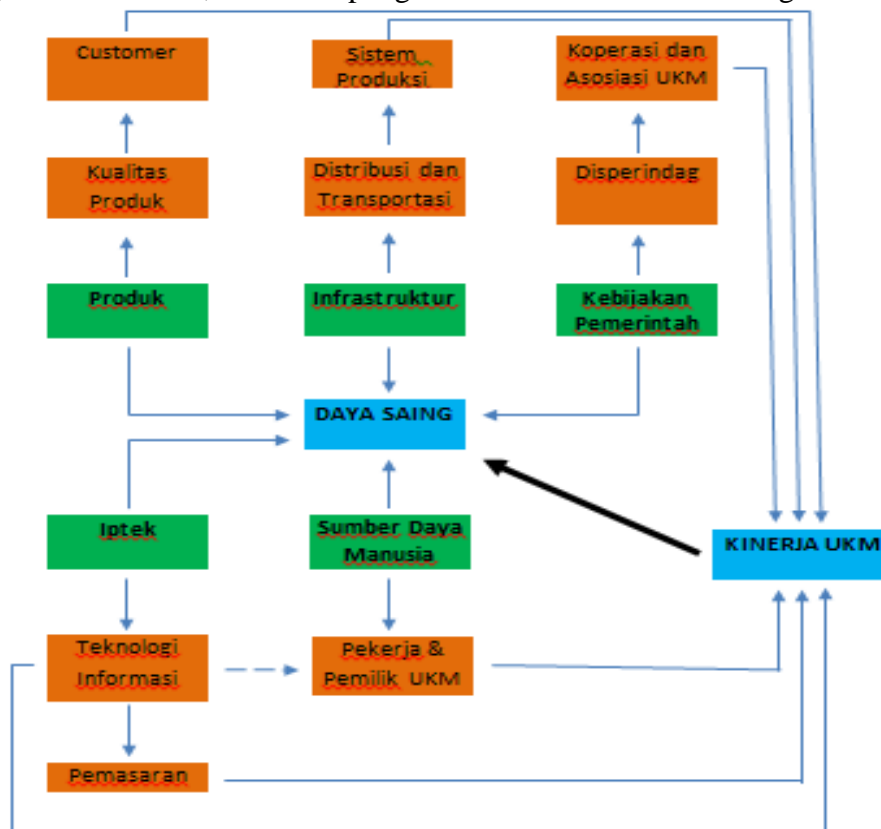 Customer
Sistem
Produksi
Koperasi dan
Asosiasi UKM
Kualitas
Produk
Distribusi dan
Transportasi
Disperindag
Produk
Infrastruktur
Kebijakan
Pemerintah
DAYA SAING
Iptek
Sumber Daya
Manusia
KINERJA UKM
Teknologi
Informasi
Pekerja &
Pemilik UKM
Pemasaran